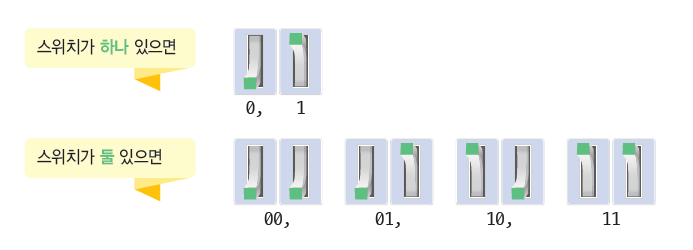 스위치가 하나 있으면
0, 1
스위치가 둘 있으면
00, 01, 10, 11